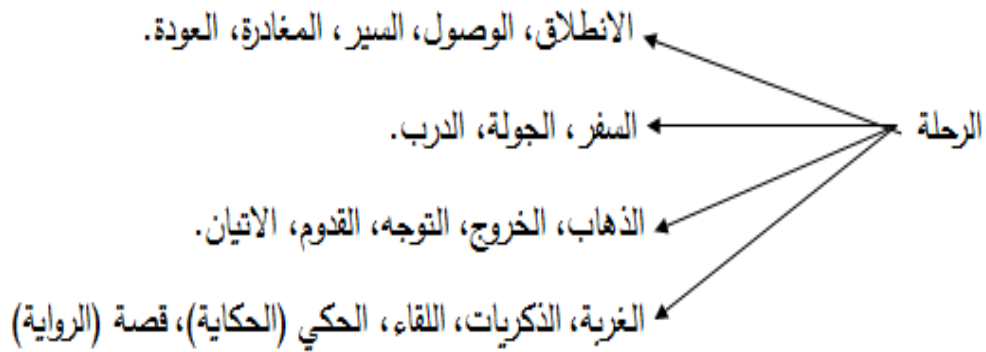 الانطلاق، الوصول، السير، المغادرة، العودة.
الرحلة
السفر، الجولة، الدرب.
الذهاب، الخروج، التوجه، القدوم، الاتيان.
الغربة، الذكريات، اللقاء، الحكي (الحكاية)، قصة (الرواية)